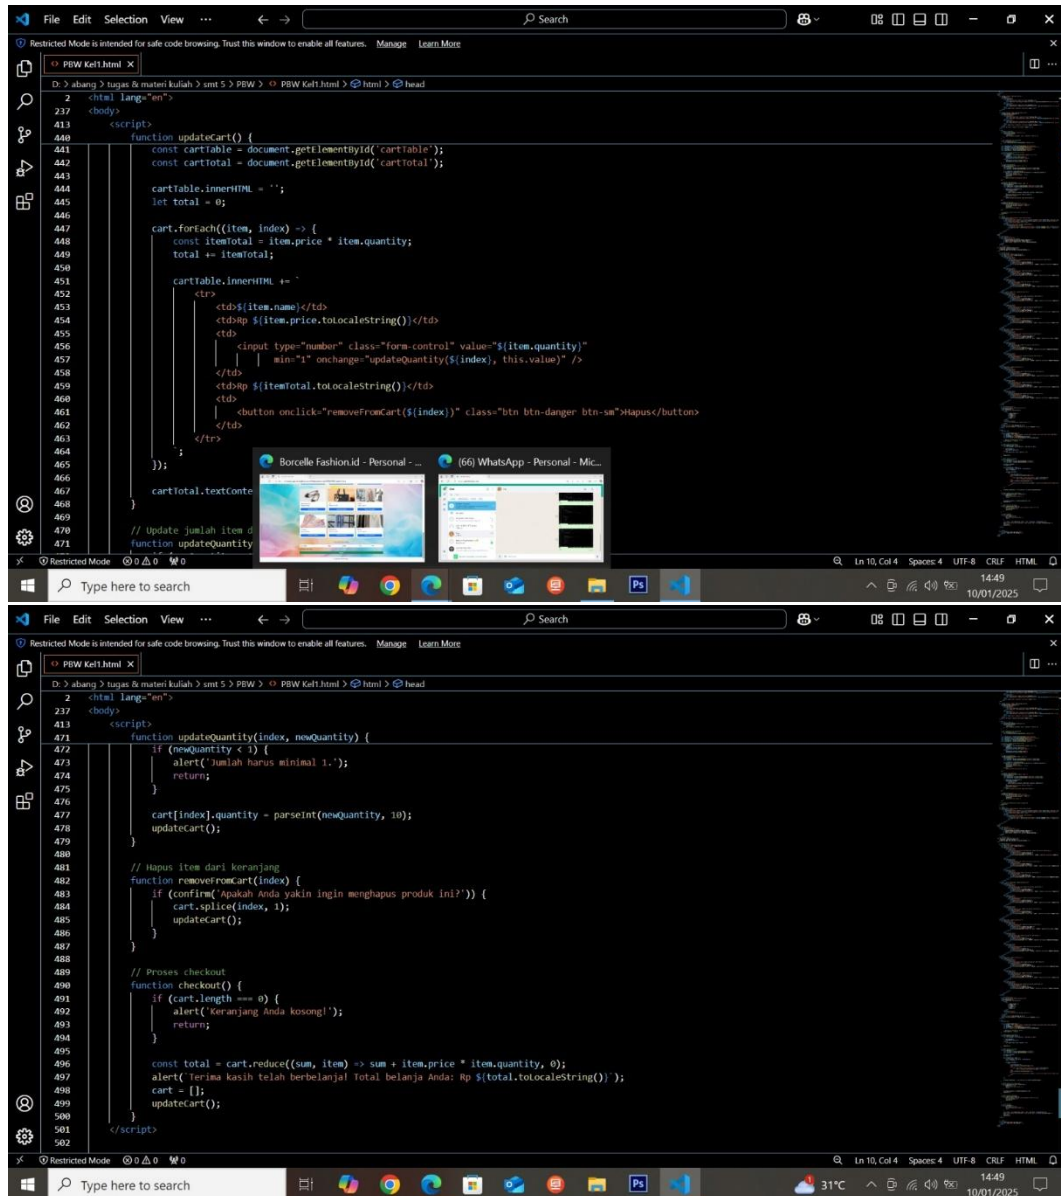 File Edit Selection View ··· Search
Restricted Mode is intended for safe code browsing. Trust this window to enable all features. Manage Learn More
PBW Kel1.html
D: > abang > tugas & materi kuliah > smt 5 > PBW > PBW Kel1.html > html > head
2 <html lang="en">
237 <body>
413 <script>
440 function updateCart() {
441 const cartTable = document.getElementById('cartTable');
442 const cartTotal = document.getElementById('cartTotal');
443
444 cartTable.innerHTML = '';
445 let total = 0;
446
447 cart.forEach((item, index) => {
448 const itemTotal = item.price * item.quantity;
449 total += itemTotal;
450
451 cartTable.innerHTML += `
452 <tr>
453 <td>${item.name}</td>
454 <td>Rp ${item.price.toLocaleString()}</td>
455 <td>
456 <input type="number" class="form-control" value="${item.quantity}"
457 min="1" onchange="updateQuantity(${index}, this.value)" />
458 </td>
459 <td>Rp ${itemTotal.toLocaleString()}</td>
460 <td>
461 <button onclick="removeFromCart(${index})" class="btn btn-danger btn-sm">Hapus</button>
462 </td>
463 </tr>
464 `;
465 });
466
467 cartTotal.textConte
468 }
469
470 // Update jumlah item d
471 function updateQuantity
Borcelle Fashion.id - Personal - ... (66) WhatsApp - Personal - Mic...
Restricted Mode 0 0 0 Ln 10, Col 4 Spaces: 4 UTF-8 CRLF HTML
Type here to search Ps 14:49
10/01/2025
File Edit Selection View ··· Search
Restricted Mode is intended for safe code browsing. Trust this window to enable all features. Manage Learn More
PBW Kel1.html
D: > abang > tugas & materi kuliah > smt 5 > PBW > PBW Kel1.html > html > head
2 <html lang="en">
237 <body>
413 <script>
471 function updateQuantity(index, newQuantity) {
472 if (newQuantity < 1) {
473 alert('Jumlah harus minimal 1.');
474 return;
475 }
476
477 cart[index].quantity = parseInt(newQuantity, 10);
478 updateCart();
479 }
480
481 // Hapus item dari keranjang
482 function removeFromCart(index) {
483 if (confirm('Apakah Anda yakin ingin menghapus produk ini?')) {
484 cart.splice(index, 1);
485 updateCart();
486 }
487 }
488
489 // Proses checkout
490 function checkout() {
491 if (cart.length === 0) {
492 alert('Keranjang Anda kosong!');
493 return;
494 }
495
496 const total = cart.reduce((sum, item) => sum + item.price * item.quantity, 0);
497 alert(`Terima kasih telah berbelanja! Total belanja Anda: Rp ${total.toLocaleString()}`);
498 cart = [];
499 updateCart();
500 }
501 </script>
502
Restricted Mode 0 0 0 Ln 10, Col 4 Spaces: 4 UTF-8 CRLF HTML
Type here to search Ps 31°C 14:49
10/01/2025